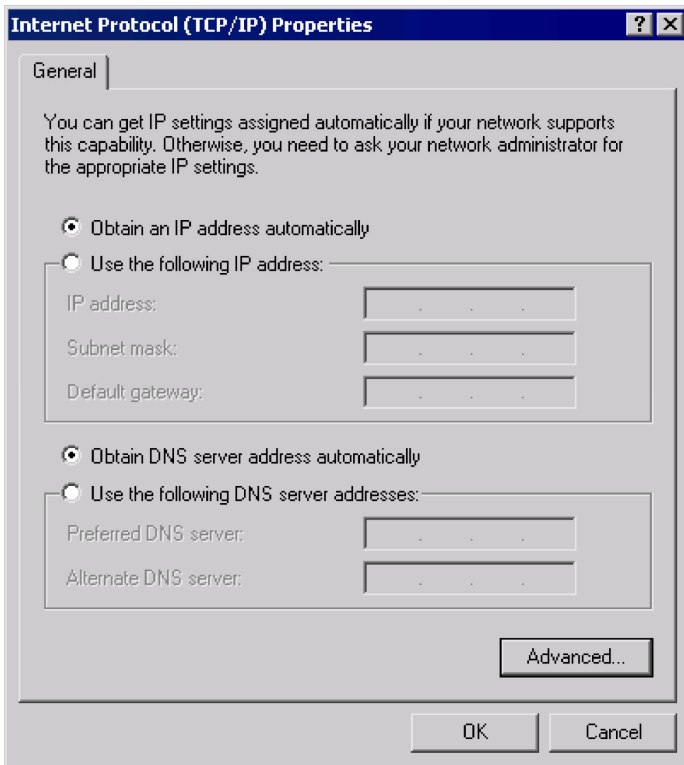 Internet Protocol (TCP/IP) Properties
General
You can get IP settings assigned automatically if your network supports
this capability. Otherwise, you need to ask your network administrator for
the appropriate IP settings.
Obtain an IP address automatically
Use the following IP address:
IP address:
Subnet mask:
Default gateway:
Obtain DNS server address automatically
Use the following DNS server addresses:
Preferred DNS server:
Alternate DNS server:
Advanced...
OK Cancel